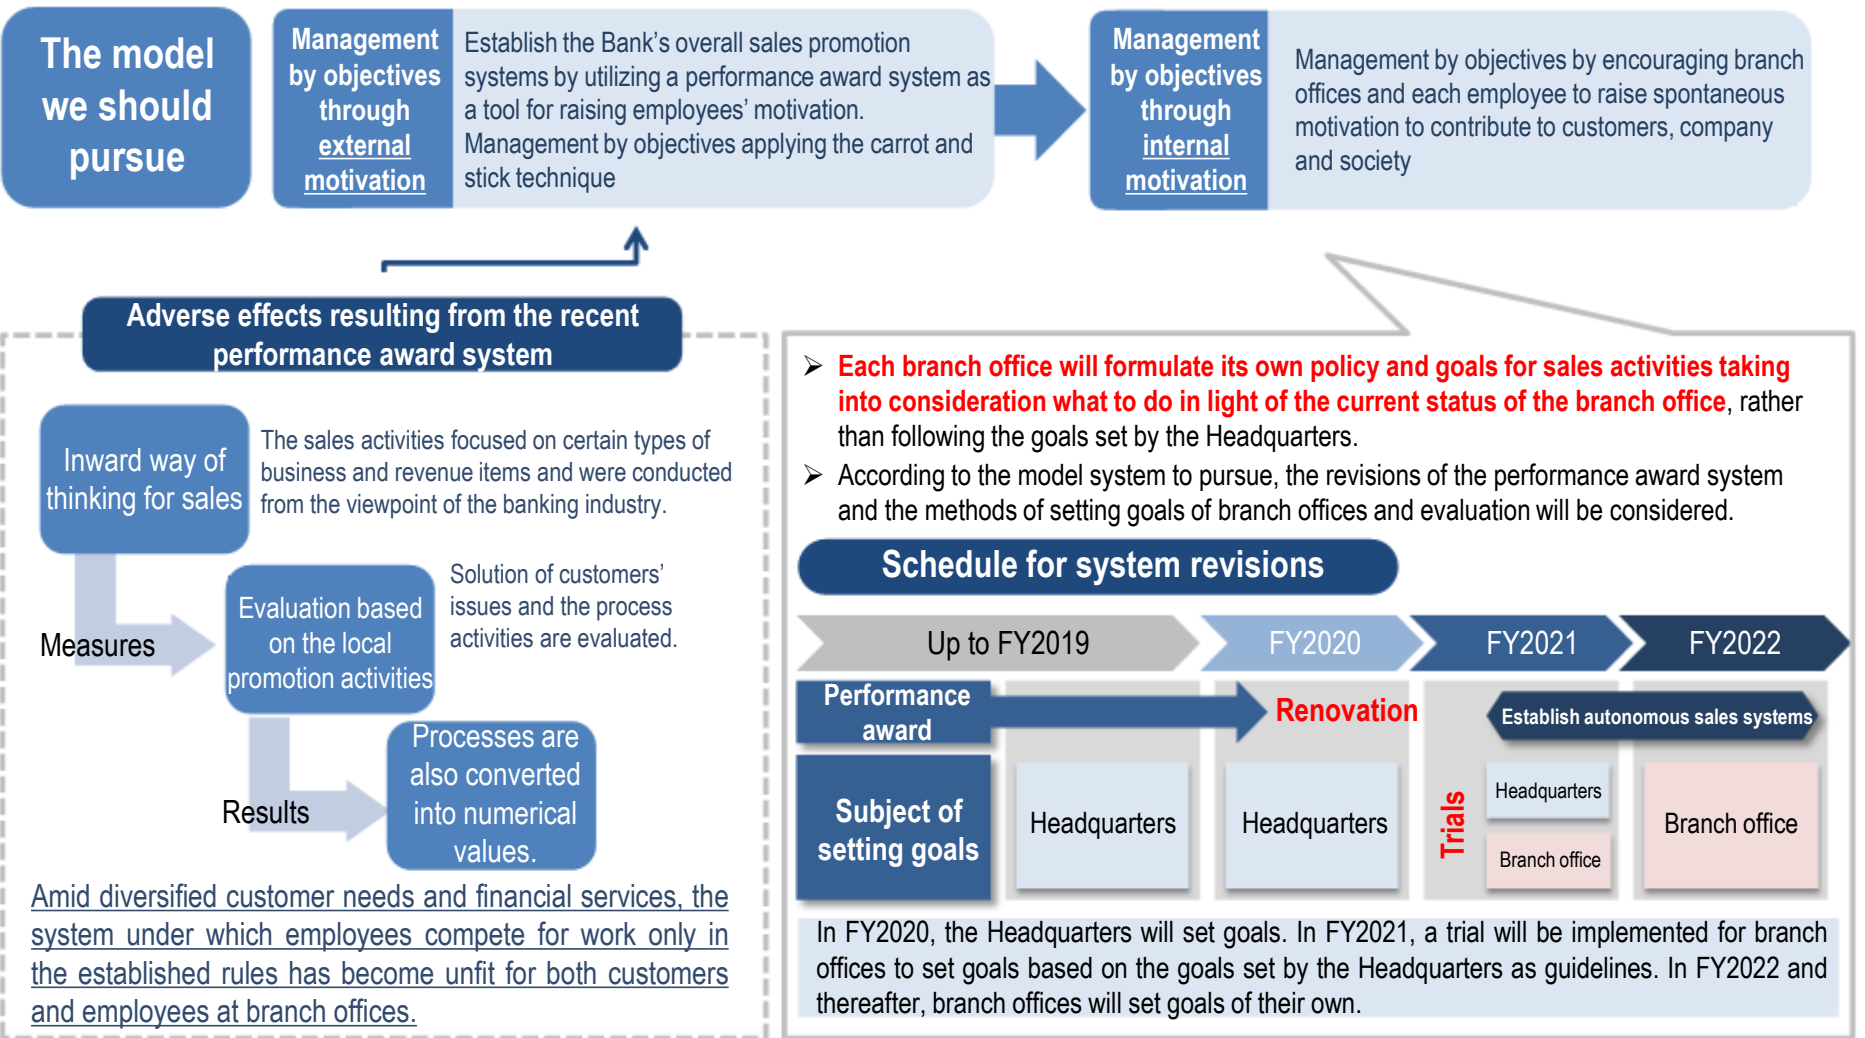 The model
we should
pursue
Management
by objectives
through
external
motivation
Establish the Bank's overall sales promotion
systems by utilizing a performance award system as
a tool for raising employees' motivation.
Management by objectives applying the carrot and
stick technique
Management
by objectives
through
internal
motivation
Management by objectives by encouraging branch
offices and each employee to raise spontaneous
motivation to contribute to customers, company
and society
Adverse effects resulting from the recent
performance award system
Inward way of
thinking for sales
The sales activities focused on certain types of
business and revenue items and were conducted
from the viewpoint of the banking industry.
Measures
Evaluation based
on the local
promotion activities
Solution of customers'
issues and the process
activities are evaluated.
Results
Processes are
also converted
into numerical
values.
Amid diversified customer needs and financial services, the
system under which employees compete for work only in
the established rules has become unfit for both customers
and employees at branch offices.
➢ Each branch office will formulate its own policy and goals for sales activities taking
into consideration what to do in light of the current status of the branch office, rather
than following the goals set by the Headquarters.
➢ According to the model system to pursue, the revisions of the performance award system
and the methods of setting goals of branch offices and evaluation will be considered.
Schedule for system revisions
Up to FY2019
FY2020
FY2021
FY2022
Performance
award
Renovation
Establish autonomous sales systems
Subject of
setting goals
Headquarters
Headquarters
Trials
Headquarters
Branch office
Branch office
In FY2020, the Headquarters will set goals. In FY2021, a trial will be implemented for branch
offices to set goals based on the goals set by the Headquarters as guidelines. In FY2022 and
thereafter, branch offices will set goals of their own.